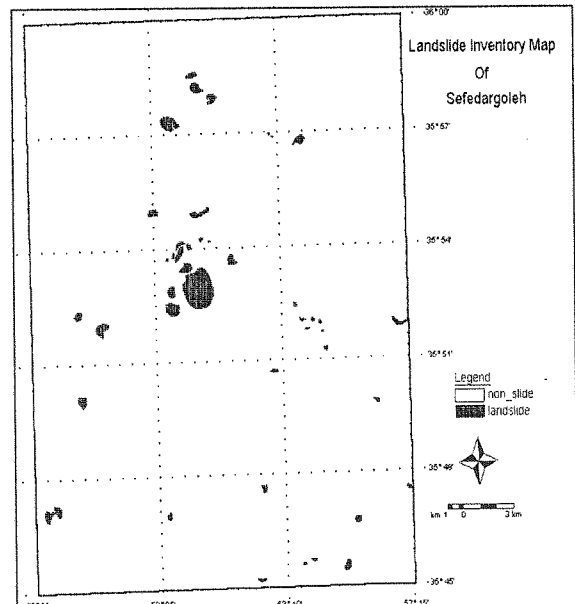 36°00'
Landslide Inventory Map
Of
Sefedargoleh
35°57'
35°54'
35°51'
Legend
non_slide
landslide
35°48'
km 1 0 3 km
35°45'